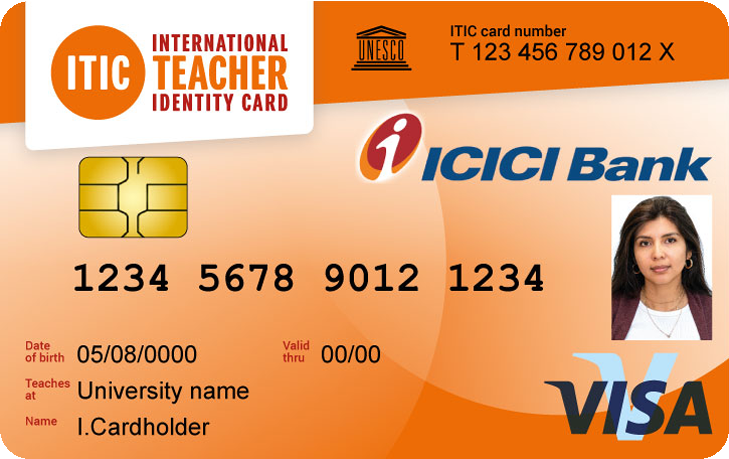 ITIC
INTERNATIONAL
TEACHER
IDENTITY CARD
UNESCO
ITIC card number
T 123 456 789 012 X
i ICICI Bank
1234 5678 9012 1234
Date
of birth 05/08/0000
Valid
thru 00/00
Teaches
at University name
Name I.Cardholder
VISA